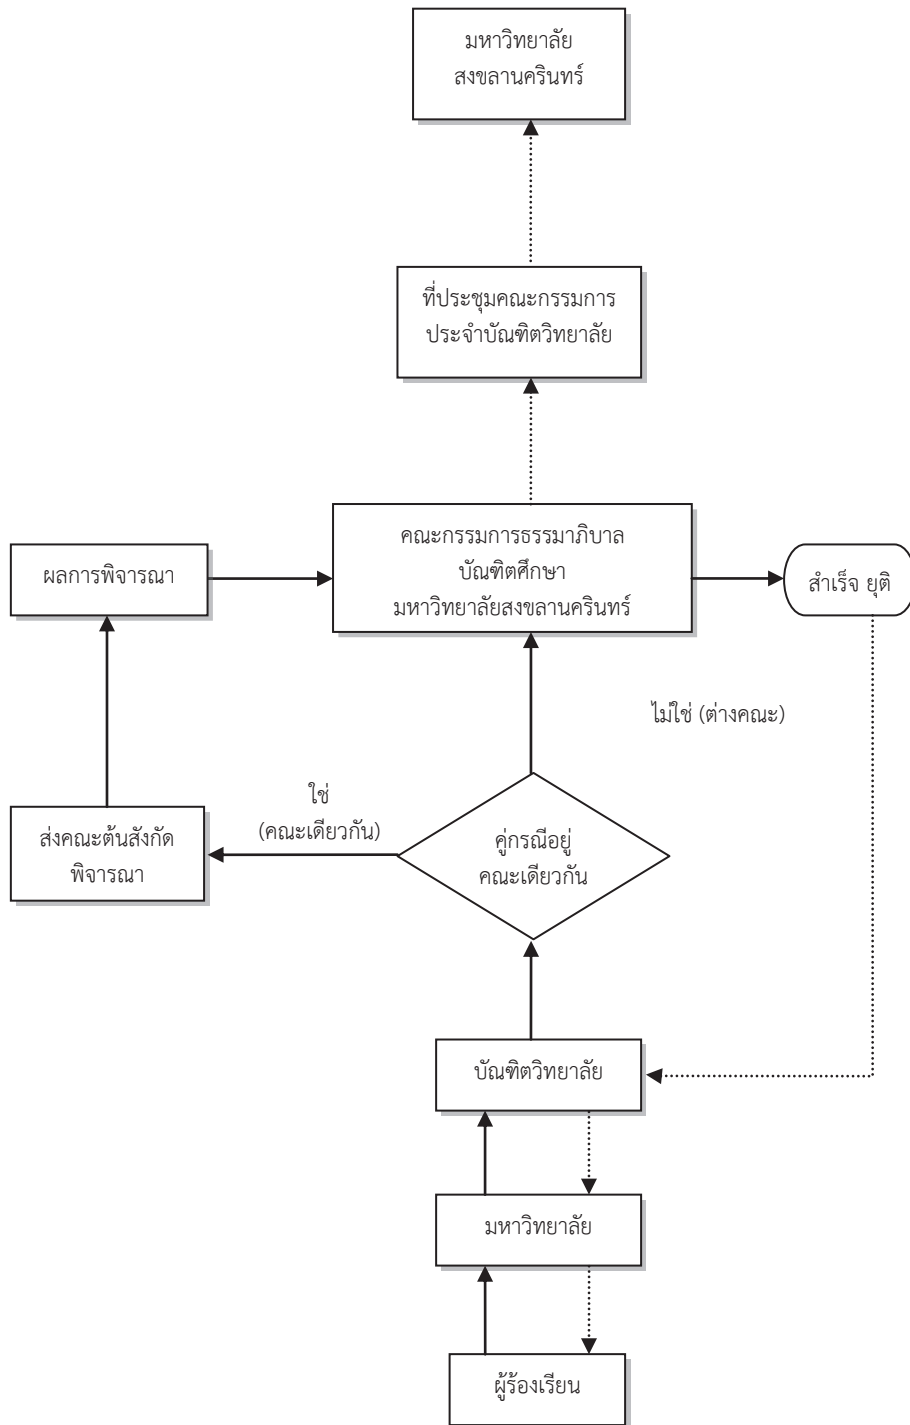 มหาวิทยาลัย
สงขลานครินทร์
ที่ประชุมคณะกรรมการ
ประจำบัณฑิตวิทยาลัย
คณะกรรมการธรรมาภิบาล
บัณฑิตศึกษา
มหาวิทยาลัยสงขลานครินทร์
ผลการพิจารณา
สำเร็จ ยุติ
ไม่ใช่ (ต่างคณะ)
ใช่
(คณะเดียวกัน)
ส่งคณะต้นสังกัด
พิจารณา
คู่กรณีอยู่
คณะเดียวกัน
บัณฑิตวิทยาลัย
มหาวิทยาลัย
ผู้ร้องเรียน